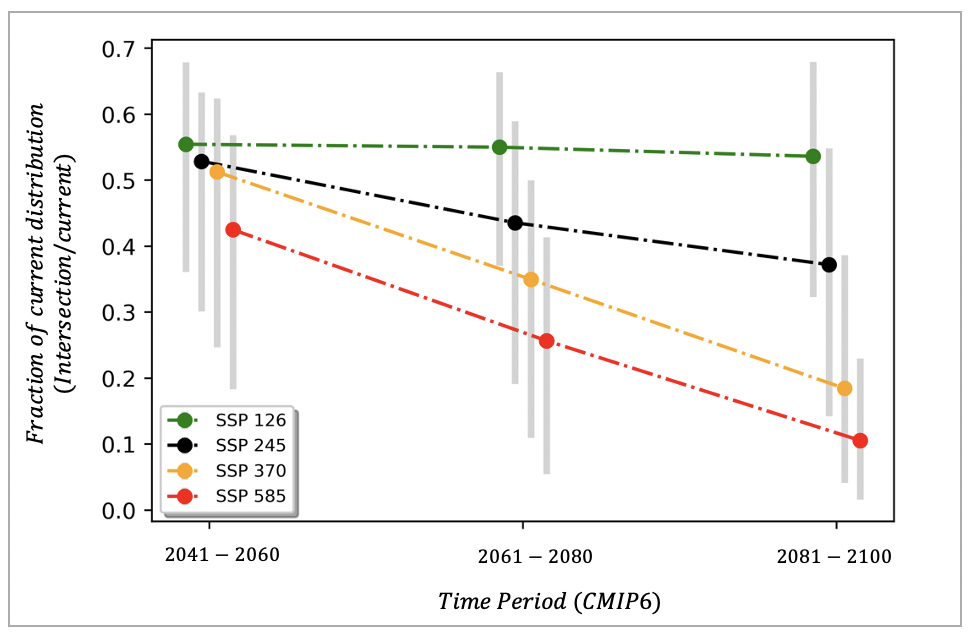 0.7
0.6
0.5
0.4
0.3
0.2
0.1
0.0
Fraction of current distribution
(Intersection/current)
SSP 126
SSP 245
SSP 370
SSP 585
2041 – 2060
2061 – 2080
2081 – 2100
Time Period (CMIP6)